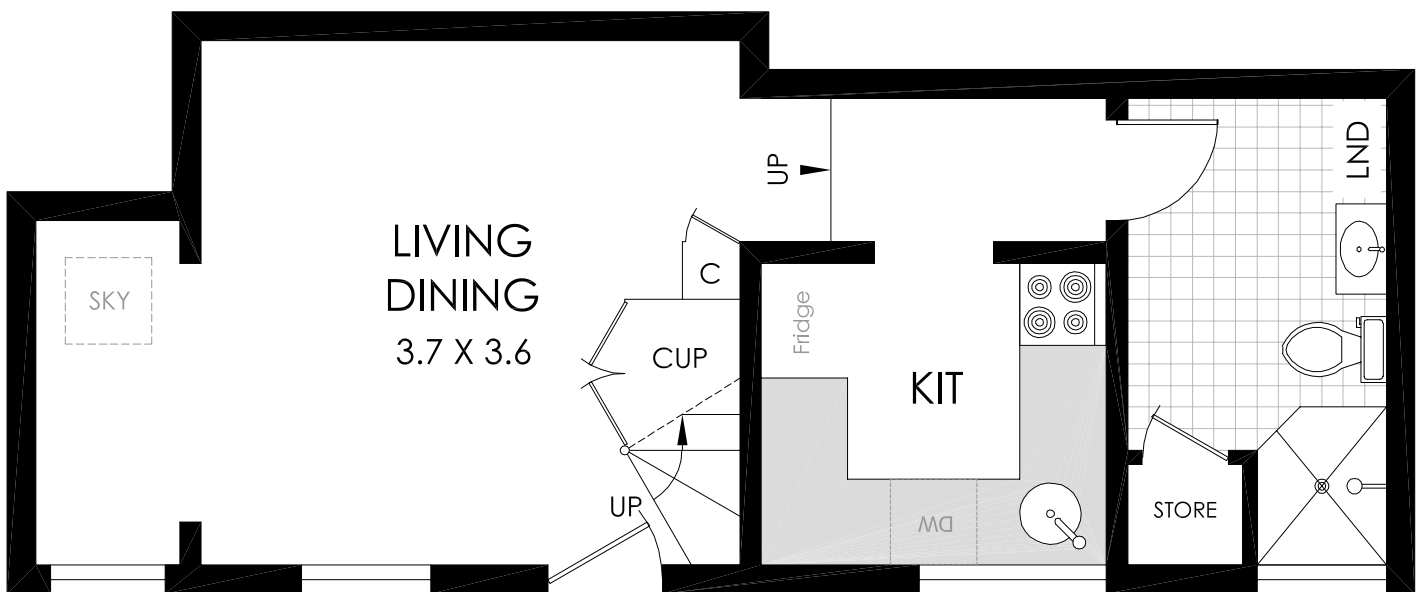 LIVING
DINING
3.7 X 3.6
SKY
C
CUP
UP
UP
Fridge
KIT
DW
LND
STORE